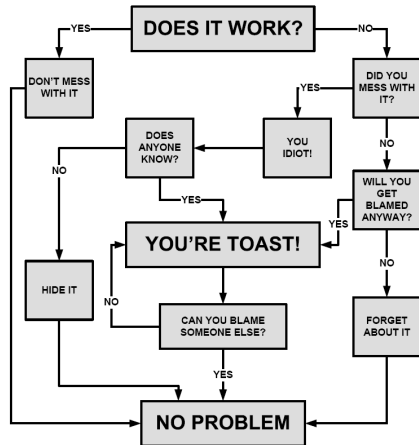 DOES IT WORK?
YES
NO
DON'T MESS
WITH IT
DID YOU
MESS WITH
IT?
YES
YOU
IDIOT!
DOES
ANYONE
KNOW?
NO
NO
WILL YOU
GET
BLAMED
ANYWAY?
YES
YES
YOU'RE TOAST!
NO
HIDE IT
NO
CAN YOU BLAME
SOMEONE ELSE?
FORGET
ABOUT IT
YES
NO PROBLEM